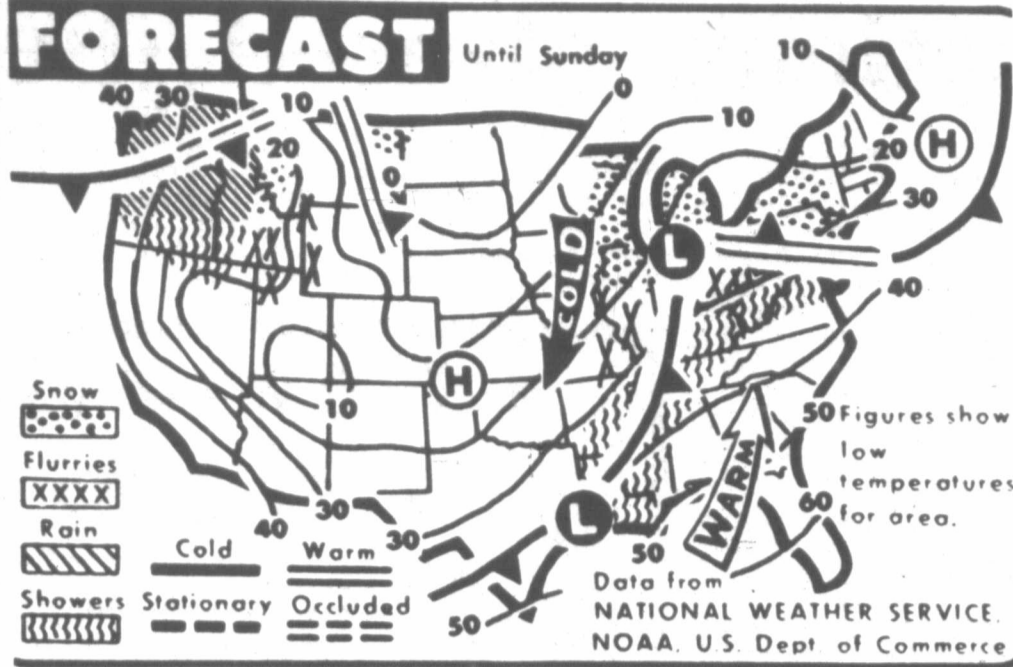 FORECAST Until Sunday
10
0
40 30 10
10
20
20 H
0
30
L
COLD
40
H
10
Snow
50 Figures show
Flurries
low
XXXX
WARM
temperatures
30
60 for area.
Rain
40
30
L
50
Cold Warm
Data from
Showers Stationary Occluded
50
NATIONAL WEATHER SERVICE,
NOAA, U.S. Dept. of Commerce